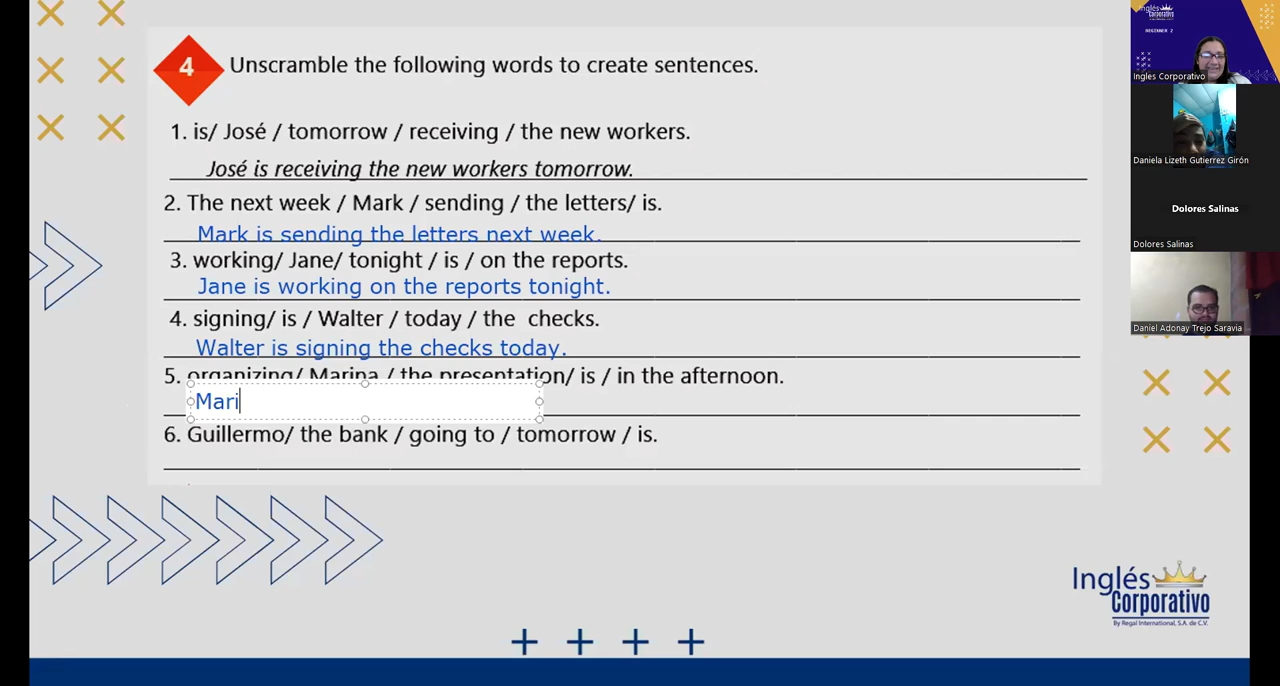 4 Unscramble the following words to create sentences.
1. is/ José / tomorrow / receiving / the new workers.
José is receiving the new workers tomorrow.
2. The next week / Mark / sending / the letters/ is.
Mark is sending the letters next week.
3. working/ Jane/ tonight / is / on the reports.
Jane is working on the reports tonight.
4. signing/ is / Walter / today / the checks.
Walter is signing the checks today.
5. organizing/ Marina / the presentation/ is / in the afternoon.
Mari
6. Guillermo/ the bank / going to / tomorrow / is.
Inglés
Corporativo
By Regal International, S.A. de C.V.
Inglés
Corporativo
BEGINNER 2
Ingles Corporativo
Daniela Lizeth Gutierrez Girón
Dolores Salinas
Dolores Salinas
Daniel Adonay Trejo Saravia